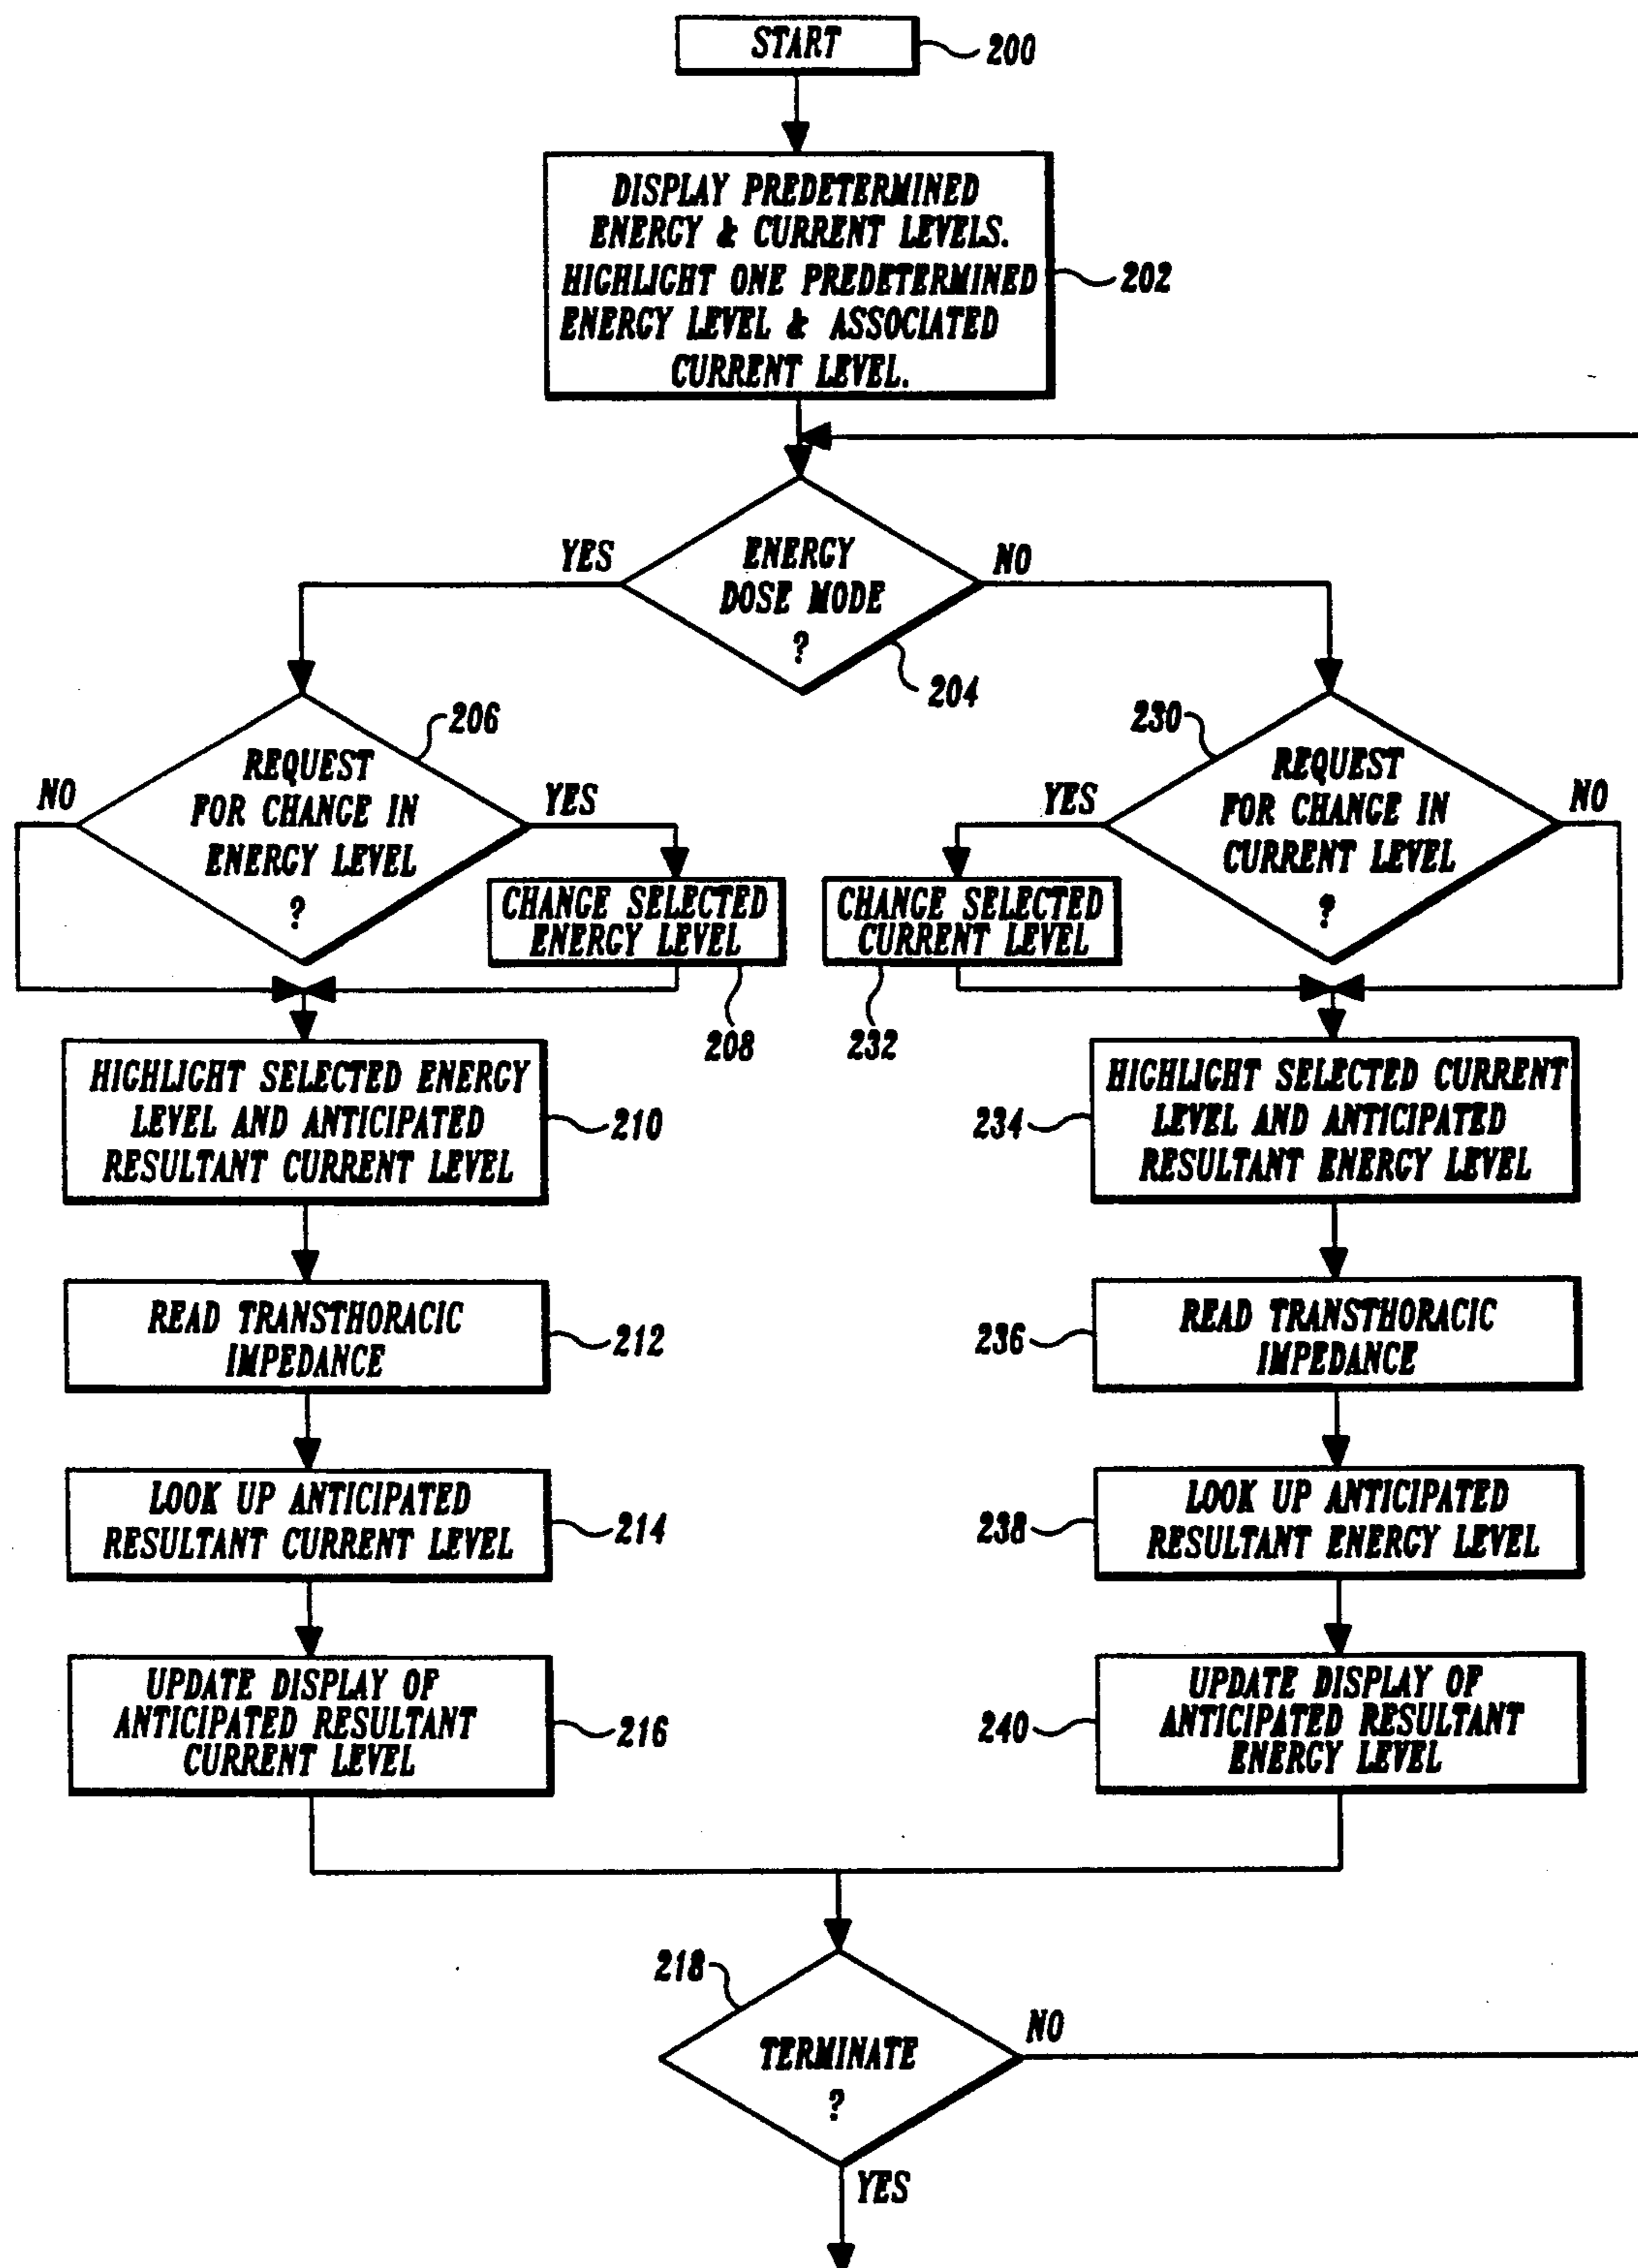 START
200
DISPLAY PREDETERMINED
ENERGY & CURRENT LEVELS.
HIGHLIGHT ONE PREDETERMINED
ENERGY LEVEL & ASSOCIATED
CURRENT LEVEL.
202
YES
ENERGY
DOSE MODE
?
NO
204
206
REQUEST
FOR CHANGE IN
ENERGY LEVEL
?
NO
YES
CHANGE SELECTED
ENERGY LEVEL
208
230
REQUEST
FOR CHANGE IN
CURRENT LEVEL
?
YES
NO
CHANGE SELECTED
CURRENT LEVEL
232
HIGHLIGHT SELECTED ENERGY
LEVEL AND ANTICIPATED
RESULTANT CURRENT LEVEL
210
234
HIGHLIGHT SELECTED CURRENT
LEVEL AND ANTICIPATED
RESULTANT ENERGY LEVEL
READ TRANSTHORACIC
IMPEDANCE
212
236
READ TRANSTHORACIC
IMPEDANCE
LOOK UP ANTICIPATED
RESULTANT CURRENT LEVEL
214
238
LOOK UP ANTICIPATED
RESULTANT ENERGY LEVEL
UPDATE DISPLAY OF
ANTICIPATED RESULTANT
CURRENT LEVEL
216
240
UPDATE DISPLAY OF
ANTICIPATED RESULTANT
ENERGY LEVEL
218
TERMINATE
?
NO
YES